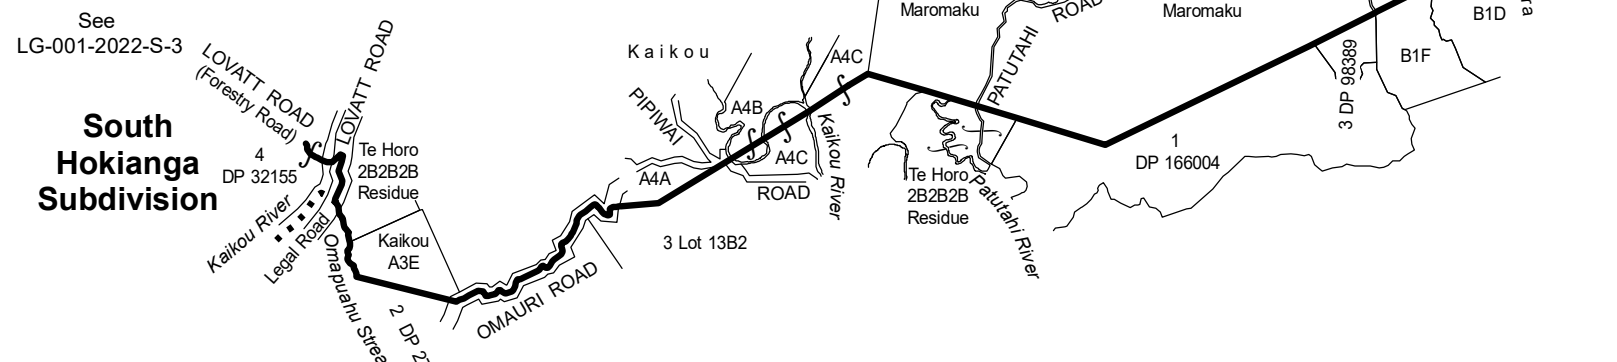 See
LG-001-2022-S-3
South
Hokianga
Subdivision
LOVATT ROAD
(Forestry Road)
LOVATT ROAD
4
DP 32155
Te Horo
2B2B2B
Residue
Kaikou River
Legal Road
Omapuahu
Kaikou
A3E
2 DP
OMAURI ROAD
Kaikou
PIPIWAI
A4A
A4B
A4C
A4C
ROAD
Kaikou River
3 Lot 13B2
Maromaku
ROAD
PATUTAHI
Te Horo
2B2B2B
Residue
Patutahi River
Maromaku
1
DP 166004
3 DP 98389
B1F
B1D